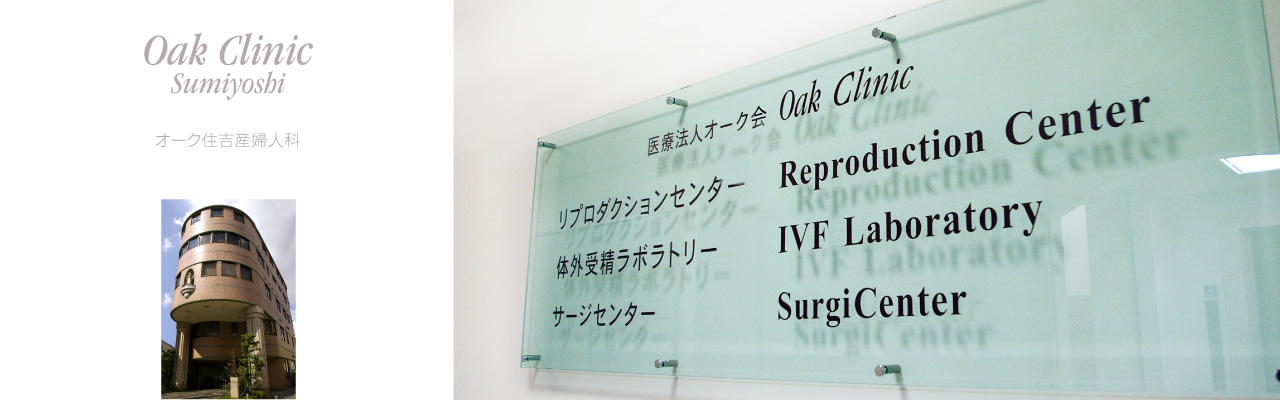 Oak Clinic
Sumiyoshi
オーク住吉産婦人科
医療法人オーク会 Oak Clinic
リプロダクションセンター Reproduction Center
体外受精ラボラトリー IVF Laboratory
サージセンター SurgiCenter